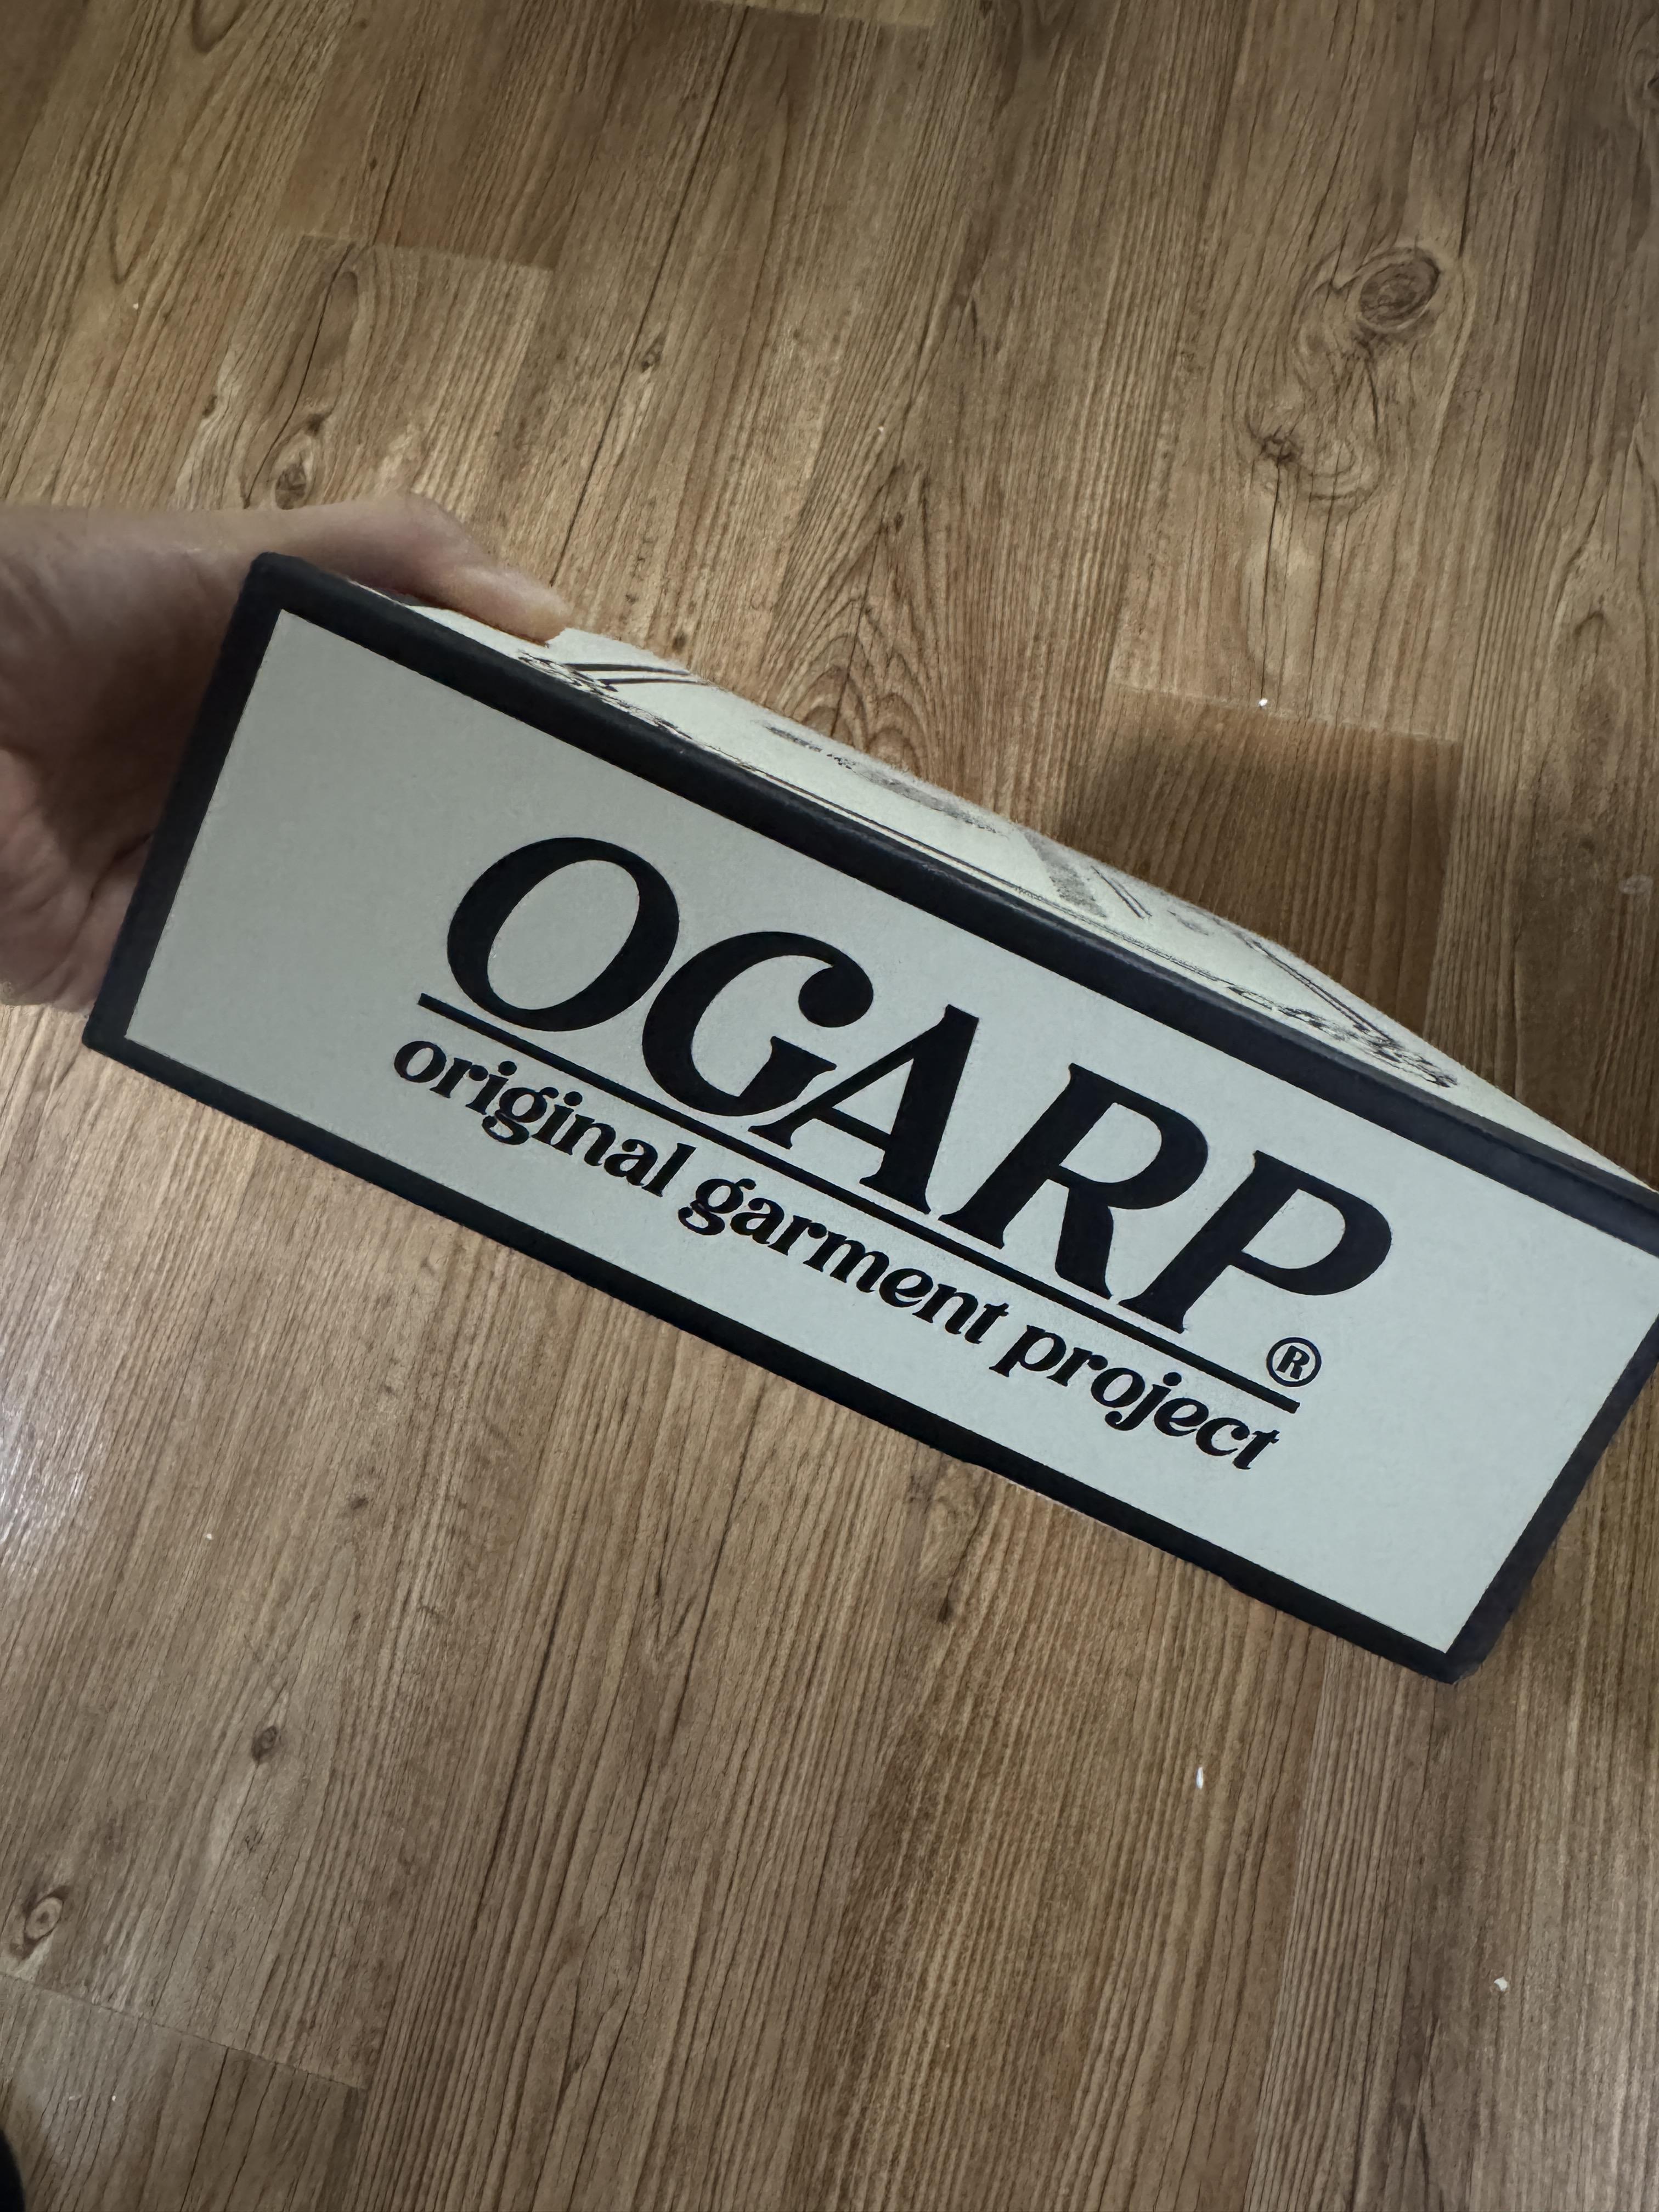 OGARP
®
original garment project